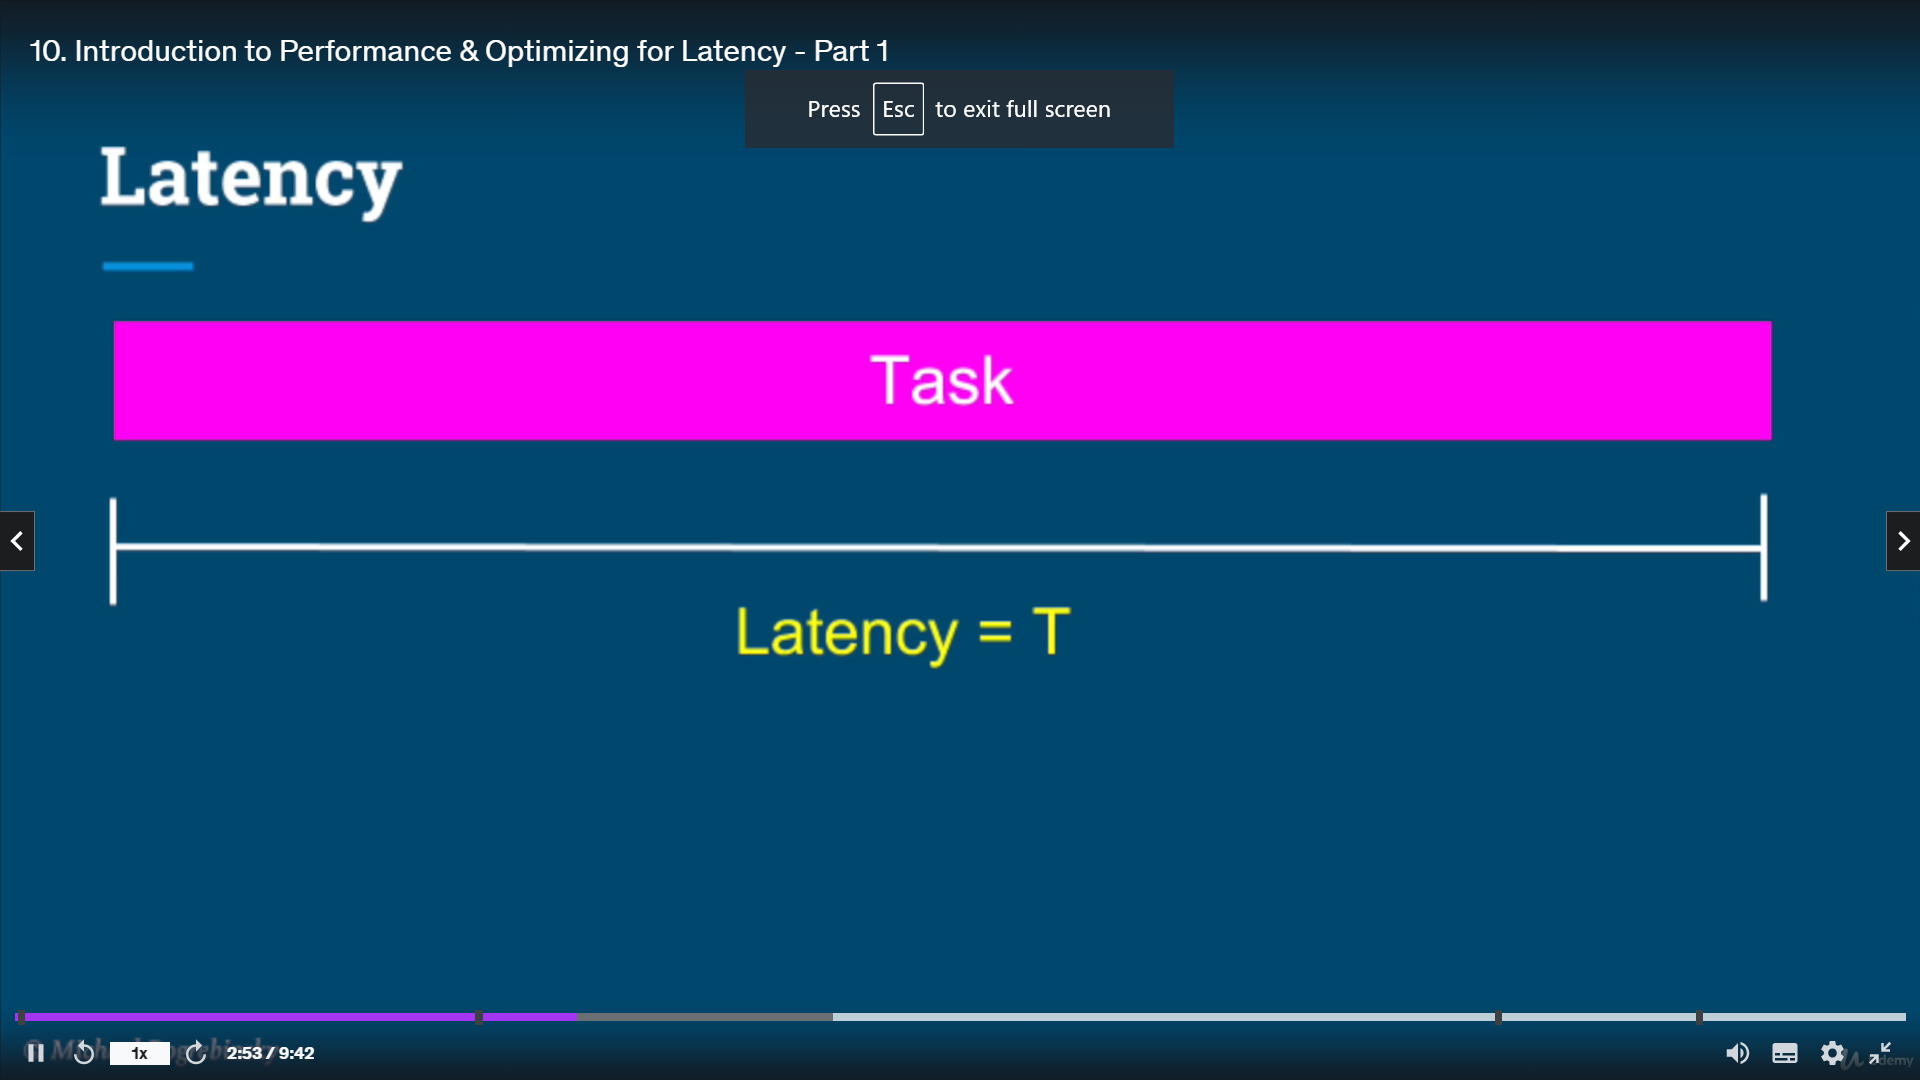 10. Introduction to Performance & Optimizing for Latency - Part 1
Press Esc to exit full screen
Latency
Task
Latency = T
1x
2:53 / 9:42